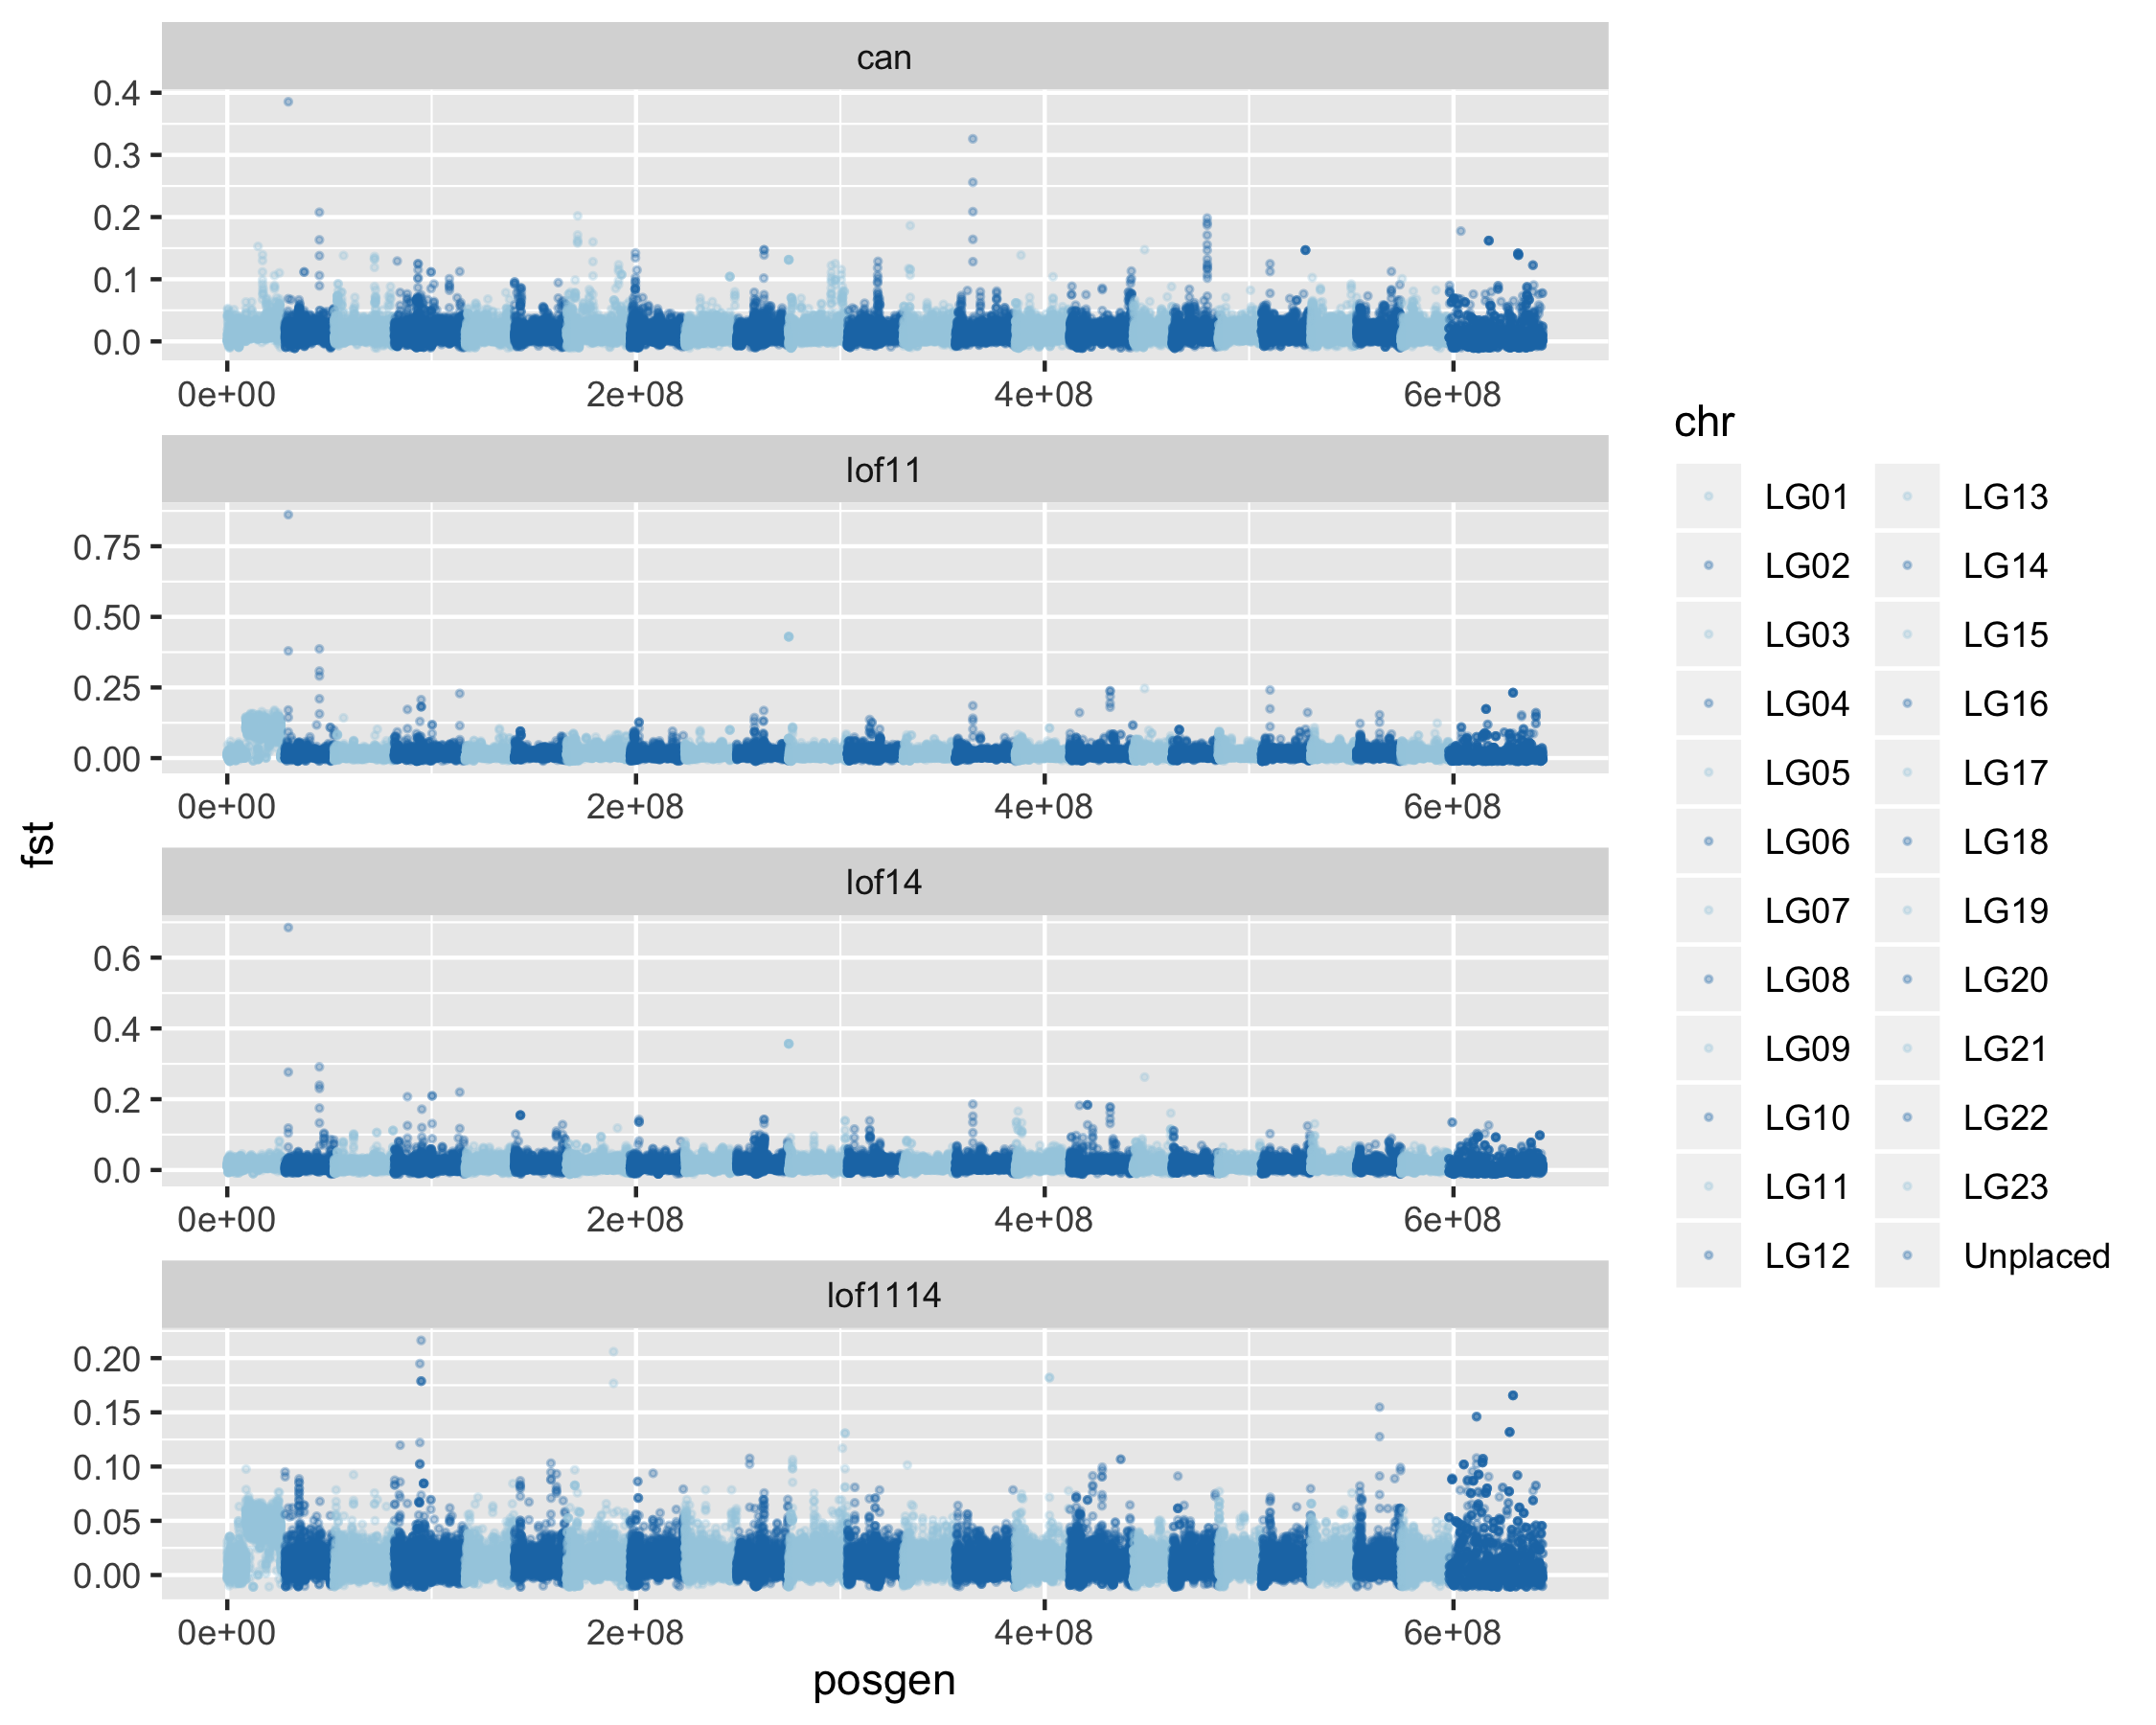 can
0.4
0.3
0.2
0.1
0.0
0e+00 2e+08 4e+08 6e+08
lof11
0.75
0.50
0.25
0.00
0e+00 2e+08 4e+08 6e+08
lof14
0.6
0.4
0.2
0.0
0e+00 2e+08 4e+08 6e+08
lof1114
0.20
0.15
0.10
0.05
0.00
0e+00 2e+08 4e+08 6e+08
posgen
fst
chr
LG01 LG13
LG02 LG14
LG03 LG15
LG04 LG16
LG05 LG17
LG06 LG18
LG07 LG19
LG08 LG20
LG09 LG21
LG10 LG22
LG11 LG23
LG12 Unplaced